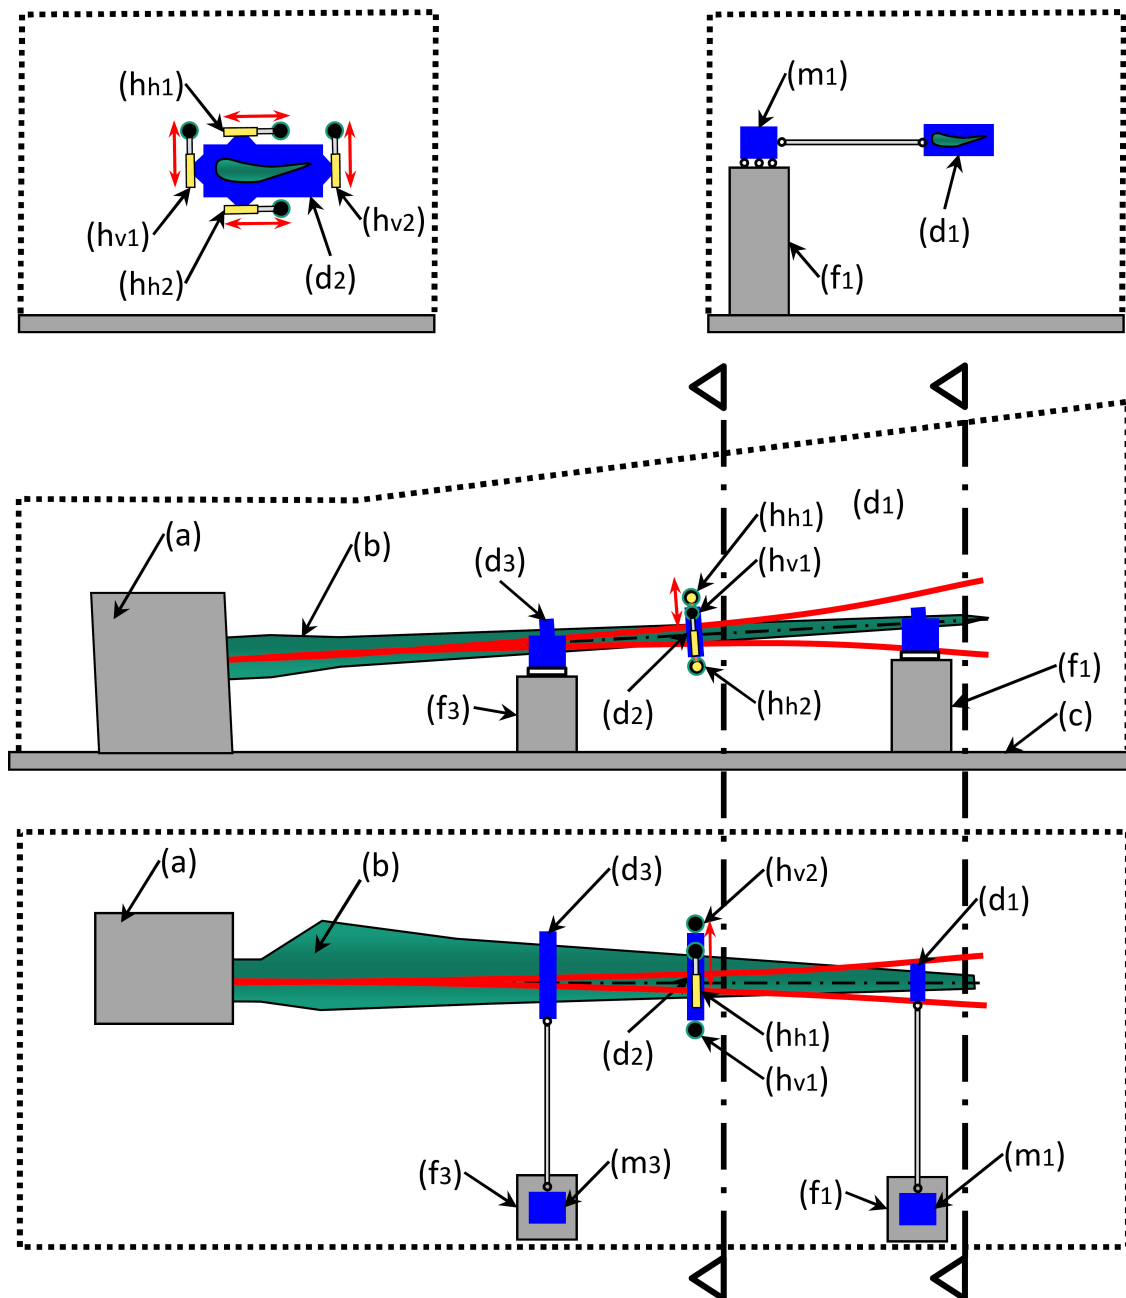 (hh1)
(hv1)
(hv2)
(hh2)
(d2)
(m1)
(d1)
(f1)
(d1)
(hh1)
(a)
(b)
(d3)
(hv1)
(f3)
(d2)
(hh2)
(f1)
(c)
(a)
(b)
(d3)
(hv2)
(d1)
(hh1)
(d2)
(hv1)
(f3)
(m3)
(m1)
(f1)